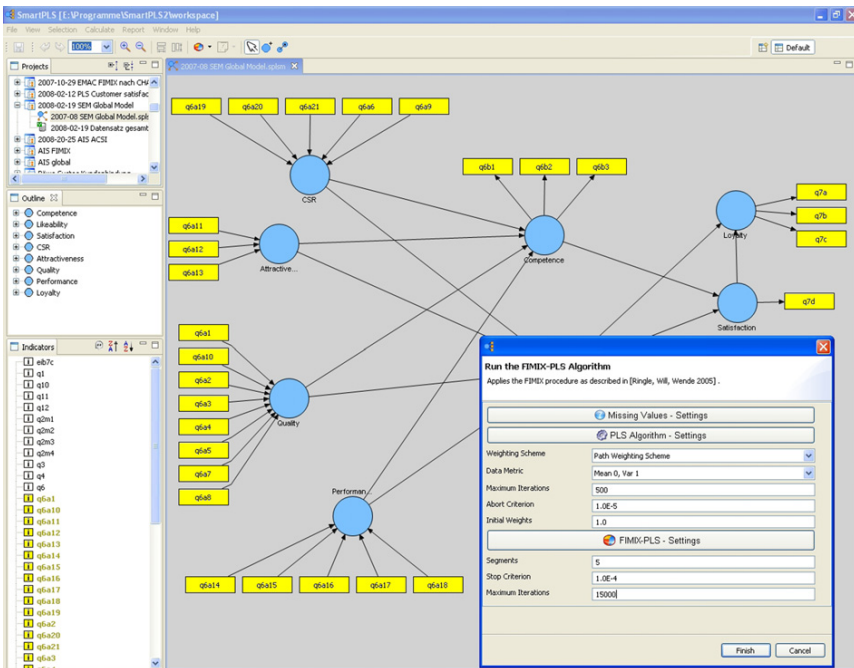 SmartPLS [E:\Programme\SmartPLS2\workspace]
File View Selection Calculate Report Window Help
100%
Default
Projects
2007-10-29 EMAC FIMIX nach CHA
2008-02-12 PLS Customer satisfac
2008-02-19 SEM Global Model
2007-08 SEM Global Model.spls
2008-02-19 Datensatz gesamt
2008-20-25 AIS ACSI
AIS FIMIX
AIS global
Outline
Competence
Likeability
Satisfaction
CSR
Attractiveness
Quality
Performance
Loyalty
Indicators
eib7c
q1
q10
q11
q12
q2m1
q2m2
q2m3
q2m4
q3
q4
q6
q6a1
q6a10
q6a11
q6a12
q6a13
q6a14
q6a15
q6a16
q6a17
q6a18
q6a19
q6a2
q6a20
q6a21
q6a3
2007-08 SEM Global Model.splsm
q6a19 q6a20 q6a21 q6a6 q6a9
CSR
q6b1 q6b2 q6b3
Competence
q6a11
q6a12
q6a13
Attractive...
q7a
q7b
q7c
Loyalty
q7d
Satisfaction
q6a1
q6a10
q6a2
q6a3
q6a4
q6a5
q6a7
q6a8
Quality
Performan...
q6a14 q6a15 q6a16 q6a17 q6a18
Run the FIMIX-PLS Algorithm
Applies the FIMIX procedure as described in [Ringle, Will, Wende 2005] .
Missing Values - Settings
PLS Algorithm - Settings
Weighting Scheme Path Weighting Scheme
Data Metric Mean 0, Var 1
Maximum Iterations 500
Abort Criterion 1.0E-5
Initial Weights 1.0
FIMIX-PLS - Settings
Segments 5
Stop Criterion 1.0E-4
Maximum Iterations 15000
Finish Cancel